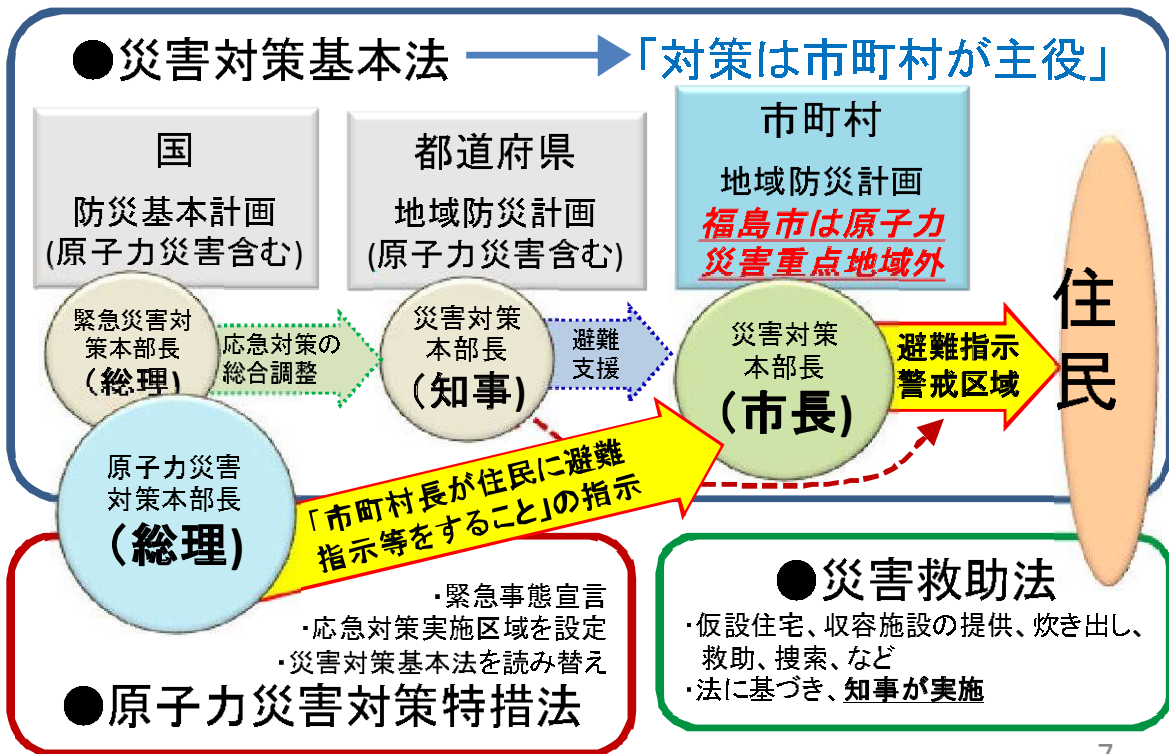 ●災害対策基本法
「対策は市町村が主役」
国
防災基本計画
(原子力災害含む)
都道府県
地域防災計画
(原子力災害含む)
市町村
地域防災計画
福島市は原子力
災害重点地域外
緊急災害対
策本部長
(総理)
応急対策の
総合調整
災害対策
本部長
(知事)
避難
支援
災害対策
本部長
(市長)
避難指示
警戒区域
住民
原子力災害
対策本部長
(総理)
「市町村長が住民に避難
指示等をすること」の指示
・緊急事態宣言
・応急対策実施区域を設定
・災害対策基本法を読み替え
●原子力災害対策特措法
●災害救助法
・仮設住宅、収容施設の提供、炊き出し、
救助、捜索、など
・法に基づき、知事が実施
7